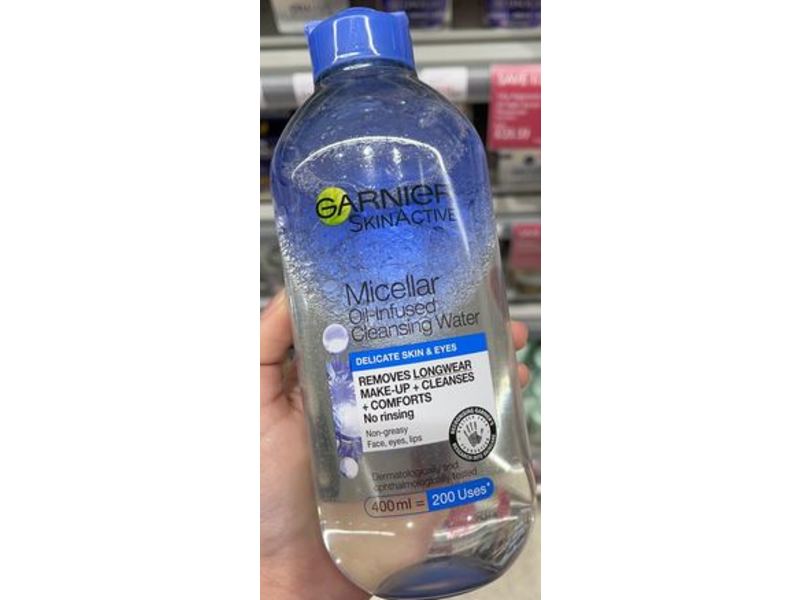 GARNIER
SKINACTIVE
Micellar
Oil-Infused
Cleansing Water
DELICATE SKIN & EYES
REMOVES LONGWEAR
MAKE-UP + CLEANSES
+ COMFORTS
No rinsing
Non-greasy
Face, eyes, lips
Dermatologically and
ophthalmologically tested
400ml = 200 Uses*
SAVE